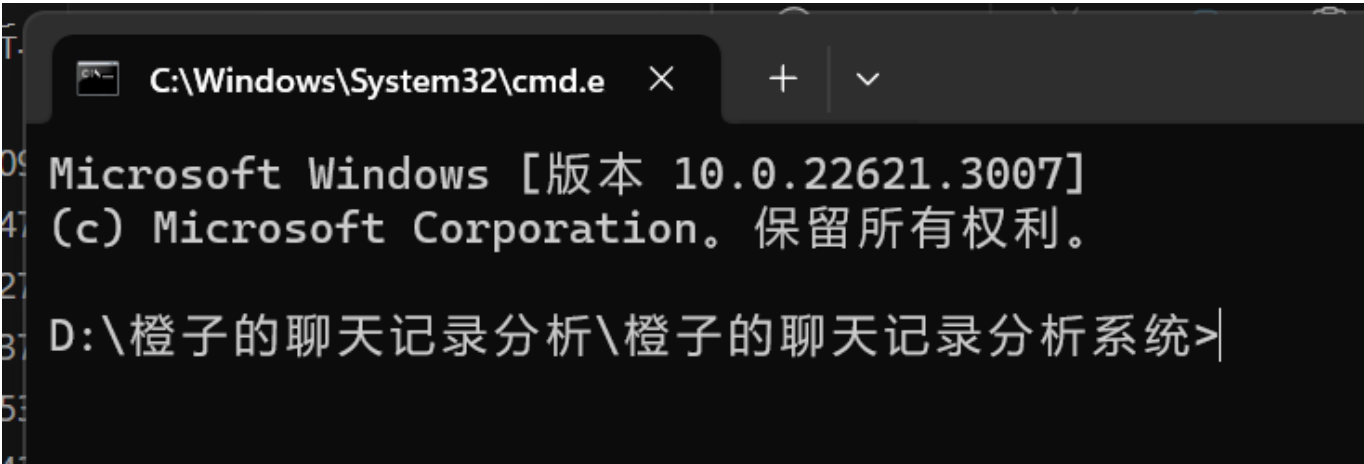 C:\Windows\System32\cmd.e
Microsoft Windows [版本 10.0.22621.3007]
(c) Microsoft Corporation。保留所有权利。
D:\橙子的聊天记录分析\橙子的聊天记录分析系统>